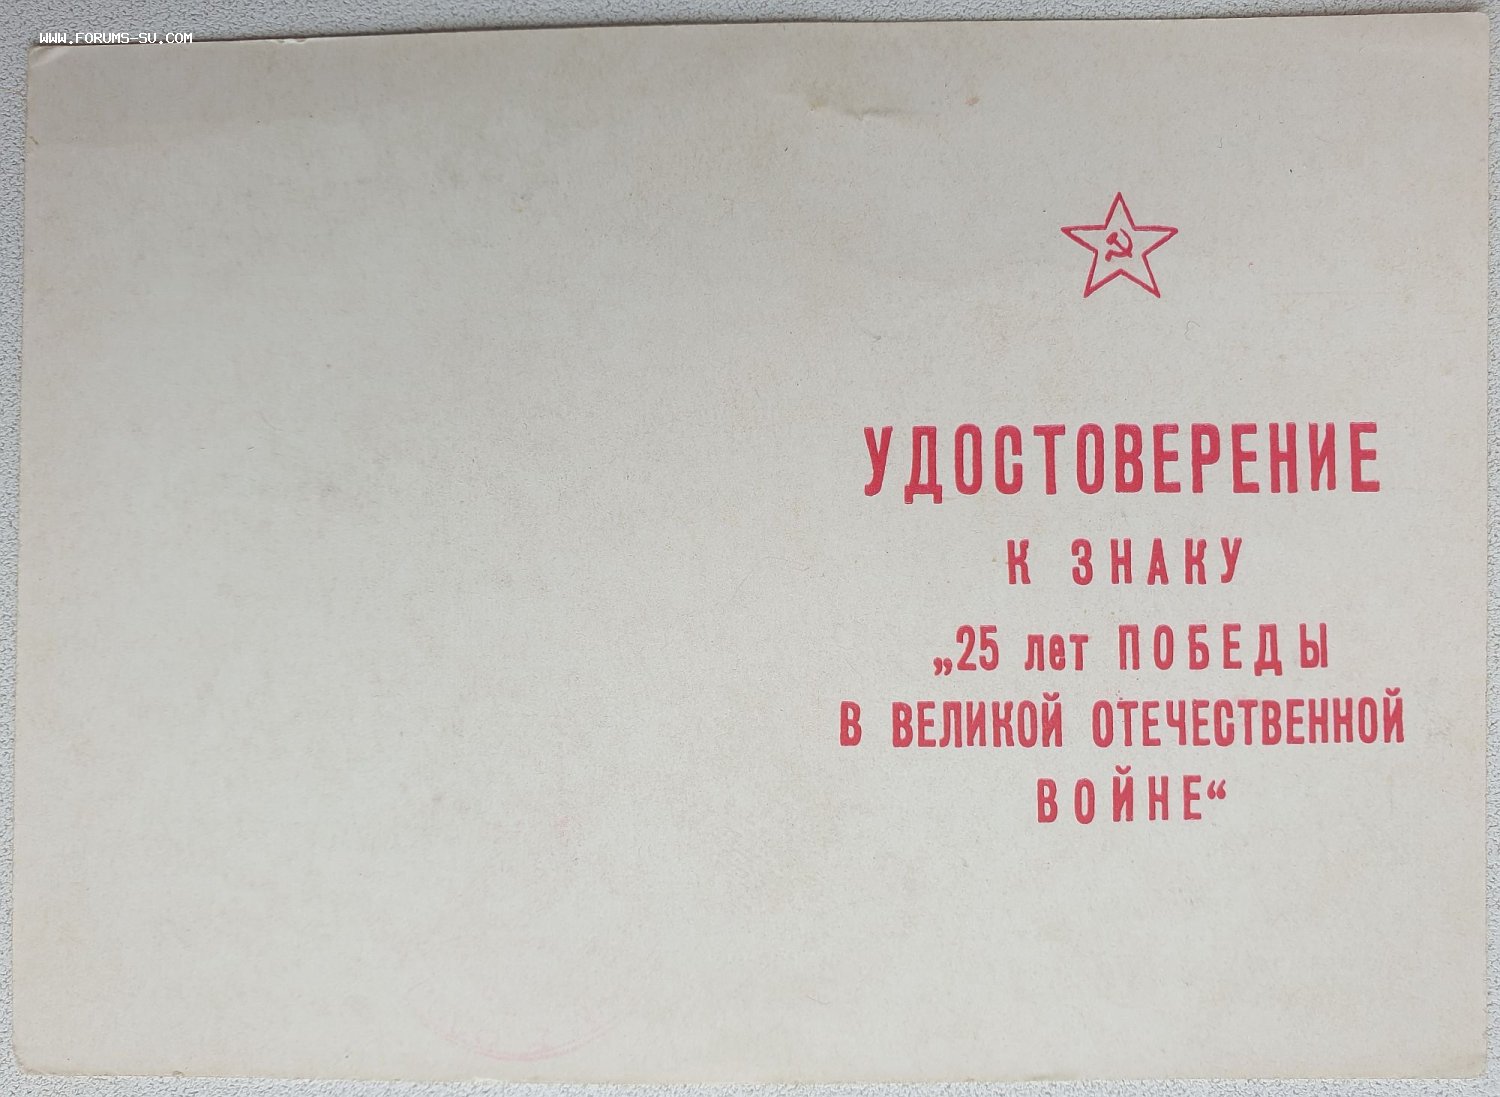 WWW.FORUMS-SU.COM
УДОСТОВЕРЕНИЕ
К ЗНАКУ
„25 лет ПОБЕДЫ
В ВЕЛИКОЙ ОТЕЧЕСТВЕННОЙ
ВОЙНЕ“